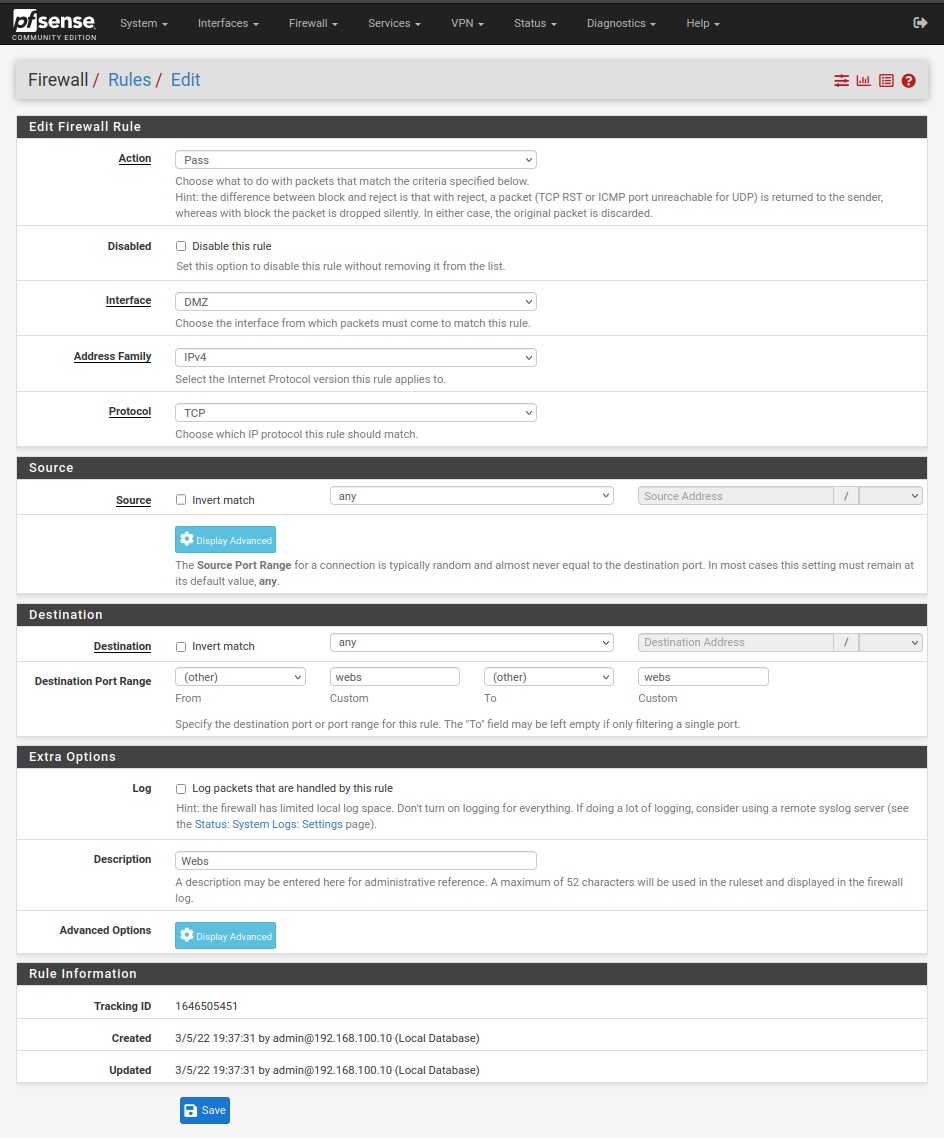 pfsense
COMMUNITY EDITION
System Interfaces Firewall Services VPN Status Diagnostics Help
Firewall / Rules / Edit
Edit Firewall Rule
Action
Pass
Choose what to do with packets that match the criteria specified below.
Hint: the difference between block and reject is that with reject, a packet (TCP RST or ICMP port unreachable for UDP) is returned to the sender,
whereas with block the packet is dropped silently. In either case, the original packet is discarded.
Disabled
Disable this rule
Set this option to disable this rule without removing it from the list.
Interface
DMZ
Choose the interface from which packets must come to match this rule.
Address Family
IPv4
Select the Internet Protocol version this rule applies to.
Protocol
TCP
Choose which IP protocol this rule should match.
Source
Source
Invert match
any
Source Address
/
Display Advanced
The Source Port Range for a connection is typically random and almost never equal to the destination port. In most cases this setting must remain at
its default value, any.
Destination
Destination
Invert match
any
Destination Address
/
Destination Port Range
(other) webs (other) webs
From Custom To Custom
Specify the destination port or port range for this rule. The "To" field may be left empty if only filtering a single port.
Extra Options
Log
Log packets that are handled by this rule
Hint: the firewall has limited local log space. Don't turn on logging for everything. If doing a lot of logging, consider using a remote syslog server (see
the Status: System Logs: Settings page).
Description
Webs
A description may be entered here for administrative reference. A maximum of 52 characters will be used in the ruleset and displayed in the firewall
log.
Advanced Options
Display Advanced
Rule Information
Tracking ID
1646505451
Created
3/5/22 19:37:31 by admin@192.168.100.10 (Local Database)
Updated
3/5/22 19:37:31 by admin@192.168.100.10 (Local Database)
Save